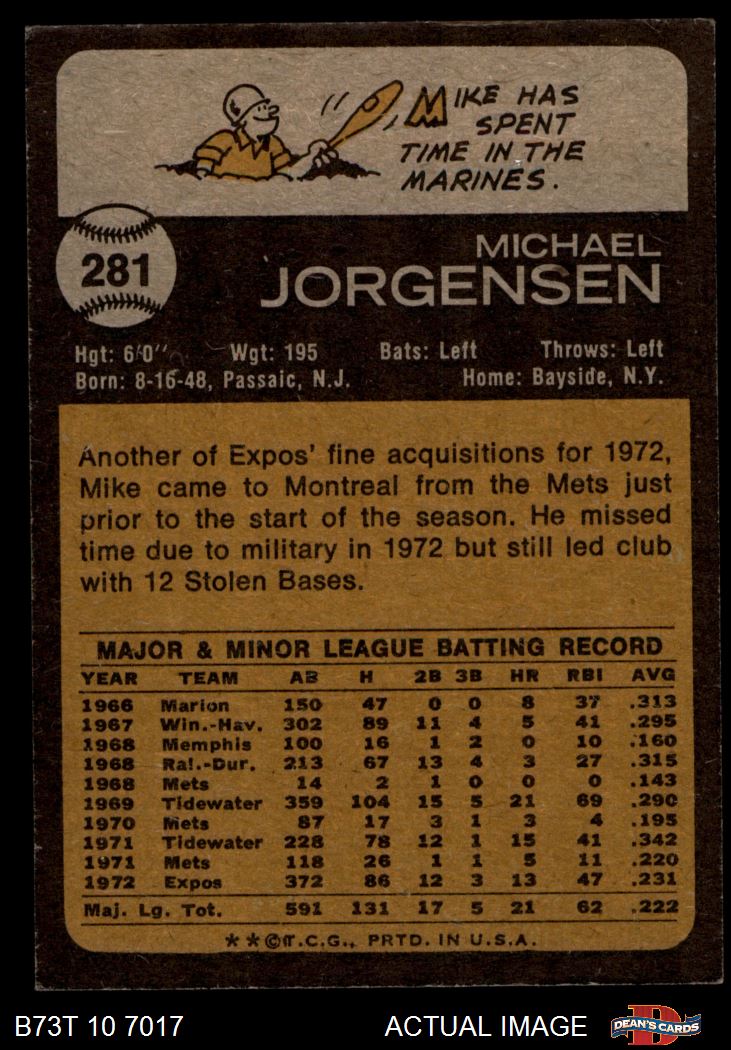 MIKE HAS
SPENT
TIME IN THE
MARINES.
281
MICHAEL
JORGENSEN
Hgt: 6'0" Wgt: 195 Bats: Left Throws: Left
Born: 8-16-48, Passaic, N.J. Home: Bayside, N.Y.
Another of Expos' fine acquisitions for 1972,
Mike came to Montreal from the Mets just
prior to the start of the season. He missed
time due to military in 1972 but still led club
with 12 Stolen Bases.
MAJOR & MINOR LEAGUE BATTING RECORD
YEAR TEAM AB H 2B 3B HR RBI AVG
1966 Marion 150 47 0 0 8 37 .313
1967 Win.-Hav. 302 89 11 4 5 41 .295
1968 Memphis 100 16 1 2 0 10 .160
1968 Ral.-Dur. 213 67 13 4 3 27 .315
1968 Mets 14 2 1 0 0 0 .143
1969 Tidewater 359 104 15 5 21 69 .290
1970 Mets 87 17 3 1 3 4 .195
1971 Tidewater 228 78 12 1 15 41 .342
1971 Mets 118 26 1 1 5 11 .220
1972 Expos 372 86 12 3 13 47 .231
Maj. Lg. Tot. 591 131 17 5 21 62 .222
**©T.C.G., PRTD. IN U.S.A.
B73T 10 7017 ACTUAL IMAGE
D
DEAN'S CARDS